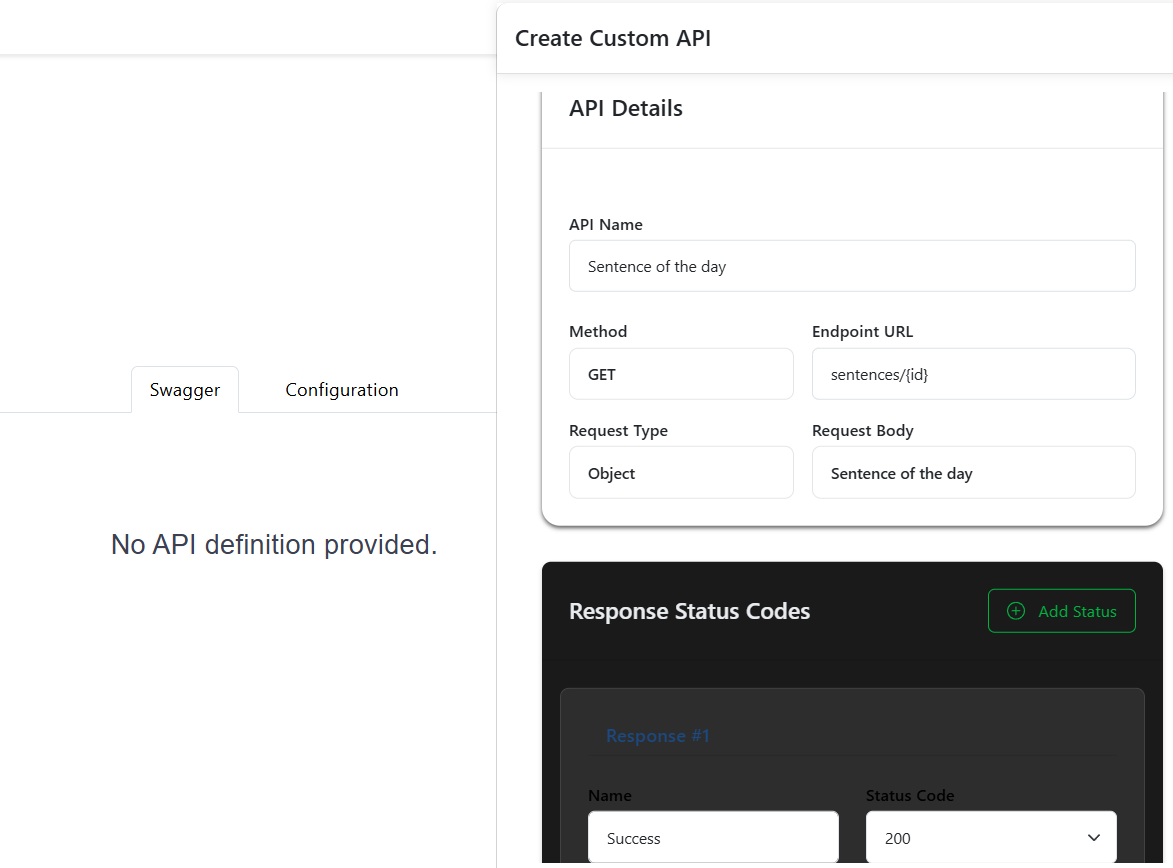 Create Custom API
API Details
API Name
Sentence of the day
Method
Endpoint URL
GET
sentences/{id}
Request Type
Request Body
Object
Sentence of the day
Swagger
Configuration
No API definition provided.
Response Status Codes
Add Status
Response #1
Name
Status Code
Success
200